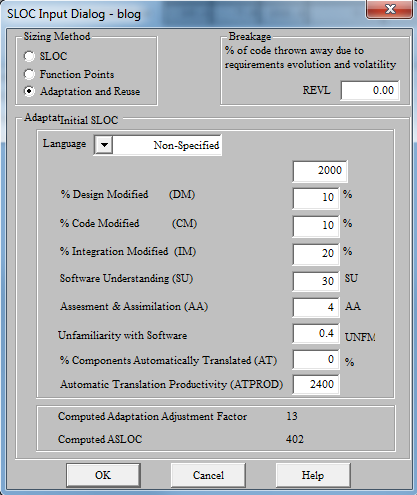 SLOC Input Dialog - blog
Sizing Method
SLOC
Function Points
Adaptation and Reuse
Breakage
% of code thrown away due to
requirements evolution and volatility
REVL 0.00
Adaptat Initial SLOC
Language Non-Specified
2000
% Design Modified (DM) 10 %
% Code Modified (CM) 10 %
% Integration Modified (IM) 20 %
Software Understanding (SU) 30 SU
Assesment & Assimilation (AA) 4 AA
Unfamiliarity with Software 0.4 UNFM
% Components Automatically Translated (AT) 0 %
Automatic Translation Productivity (ATPROD) 2400
Computed Adaptation Adjustment Factor 13
Computed ASLOC 402
OK Cancel Help